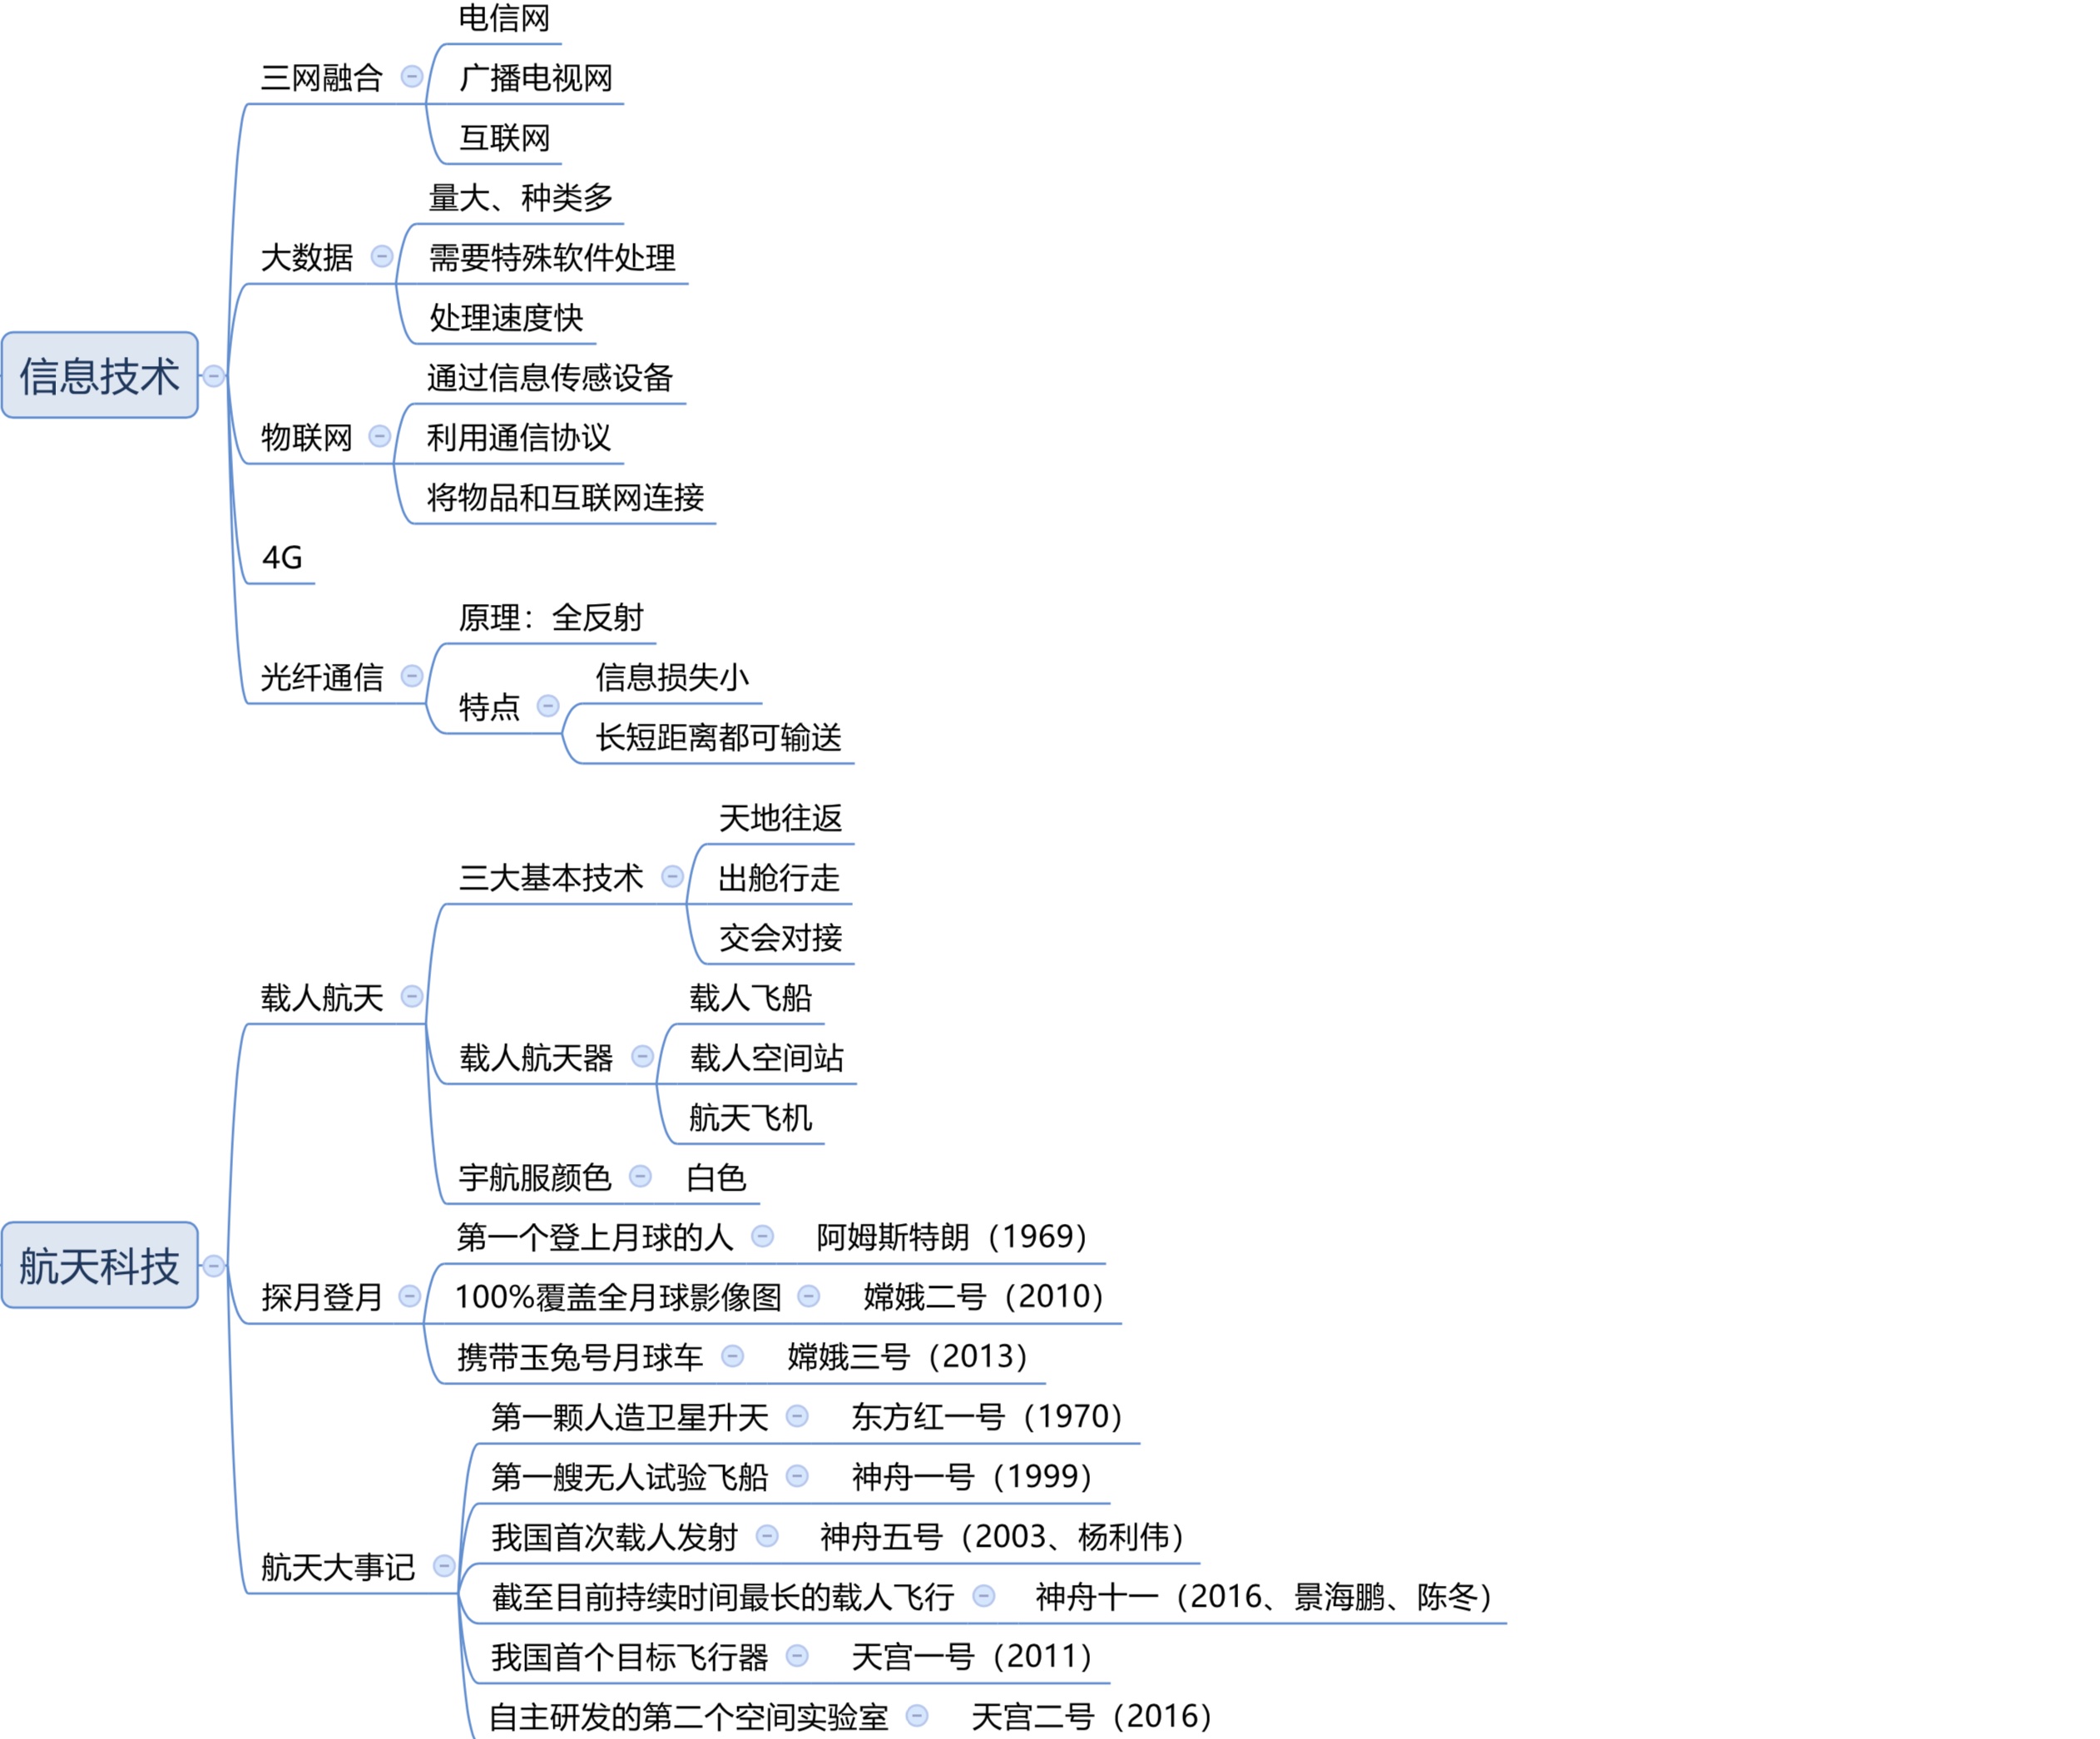 信息技术
三网融合
电信网
广播电视网
互联网
大数据
量大、种类多
需要特殊软件处理
处理速度快
物联网
通过信息传感设备
利用通信协议
将物品和互联网连接
4G
光纤通信
原理：全反射
特点
信息损失小
长短距离都可输送
航天科技
载人航天
三大基本技术
天地往返
出舱行走
交会对接
载人航天器
载人飞船
载人空间站
航天飞机
宇航服颜色 白色
探月登月
第一个登上月球的人 阿姆斯特朗（1969）
100%覆盖全月球影像图 嫦娥二号（2010）
携带玉兔号月球车 嫦娥三号（2013）
航天大事记
第一颗人造卫星升天 东方红一号（1970）
第一艘无人试验飞船 神舟一号（1999）
我国首次载人发射 神舟五号（2003、杨利伟）
截至目前持续时间最长的载人飞行 神舟十一（2016、景海鹏、陈冬）
我国首个目标飞行器 天宫一号（2011）
自主研发的第二个空间实验室 天宫二号（2016）